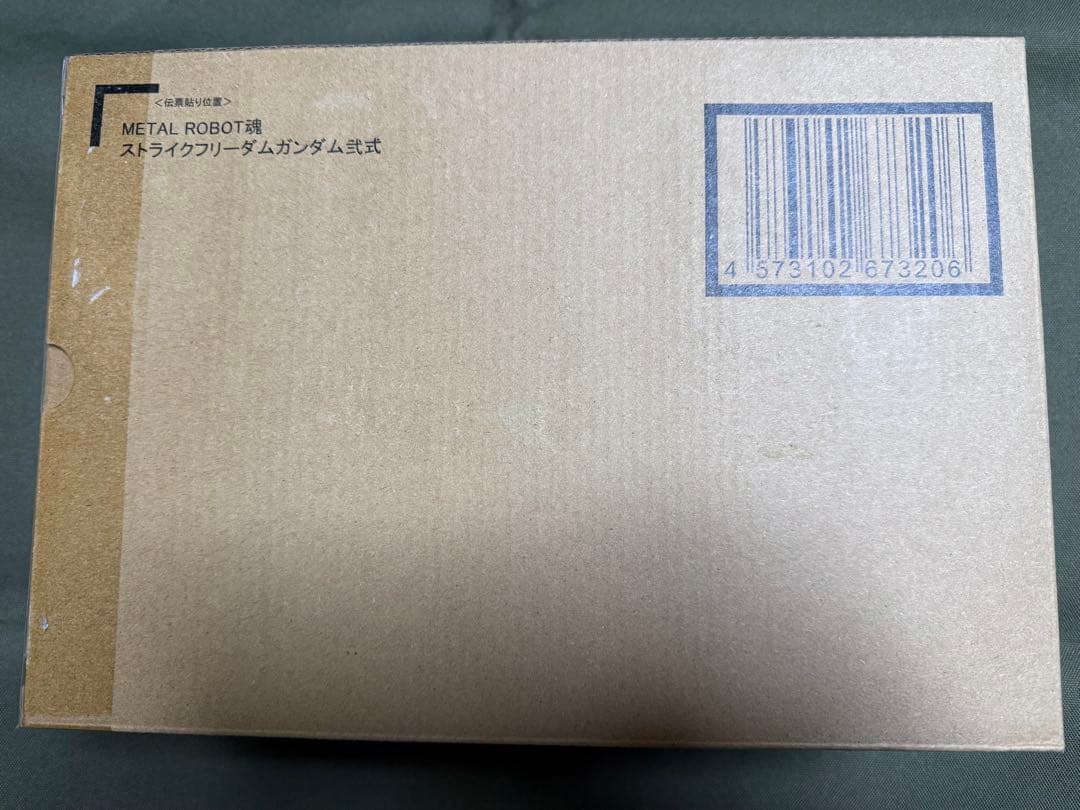 ＜伝票貼り位置＞
METAL ROBOT魂
ストライクフリーダムガンダム弐式
4 573102 673206